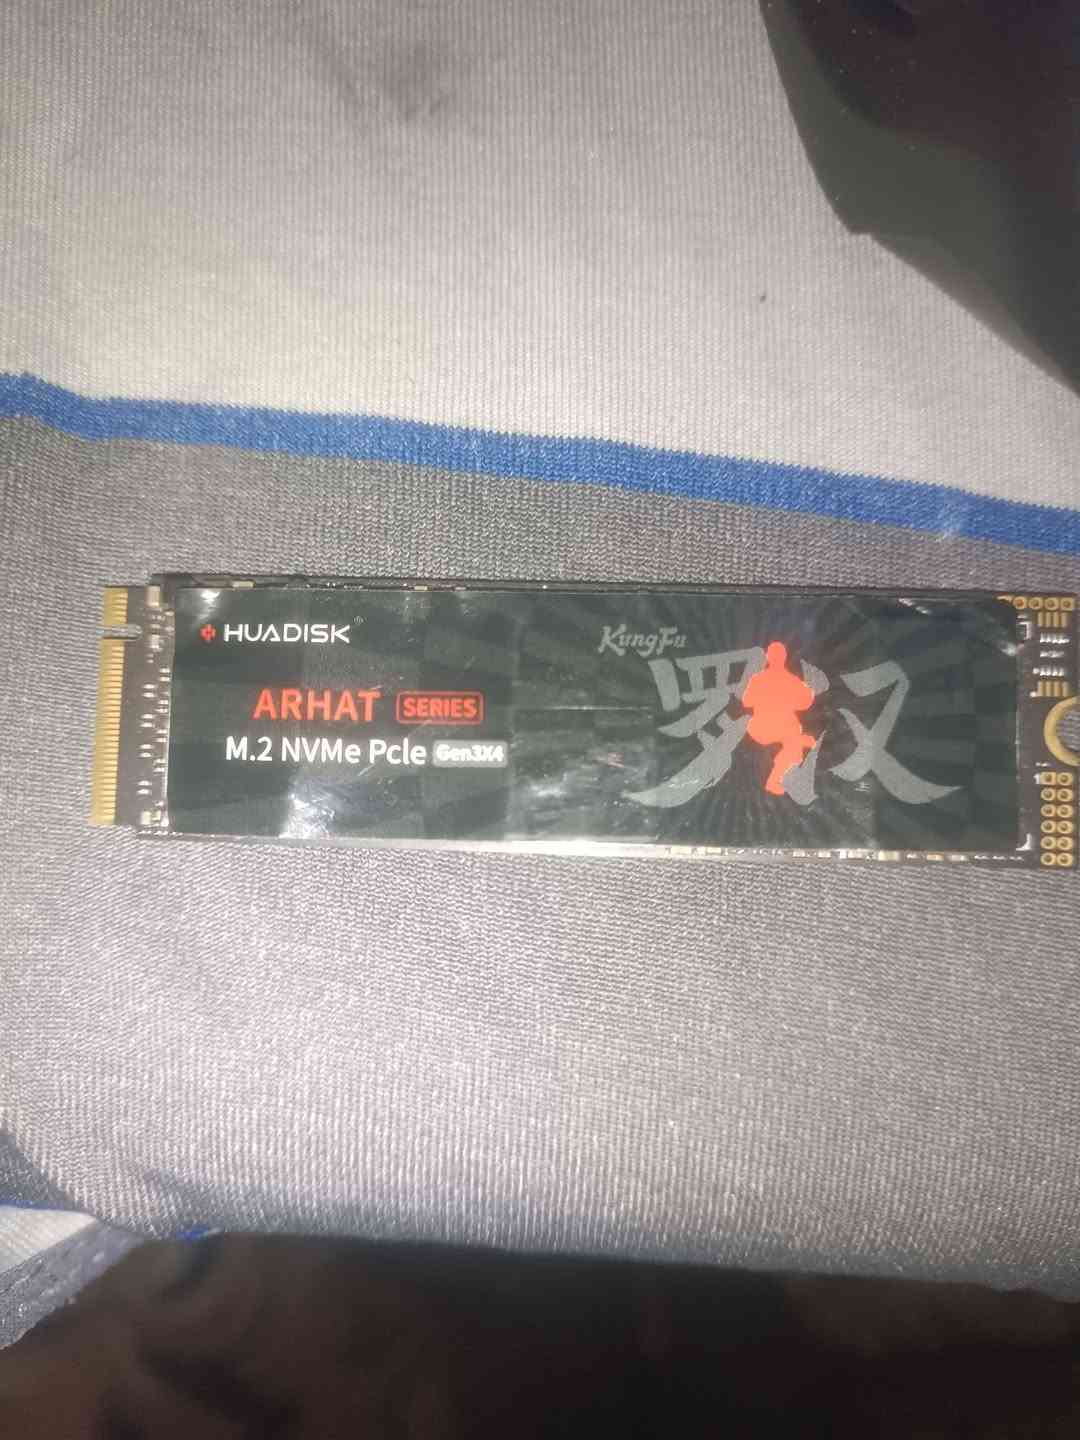 HUADISK®
ARHAT SERIES
M.2 NVMe PcIe Gen3X4
KungFu
罗汉